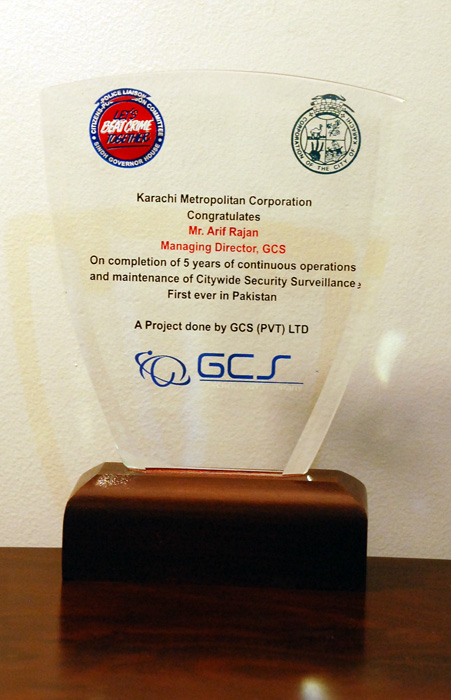 CITIZENS-POLICE LIAISON COMMITTEE
LET'S
BEAT CRIME
TOGETHER
SINDH GOVERNOR HOUSE
CORPORATION OF THE CITY OF KARACHI
Karachi Metropolitan Corporation
Congratulates
Mr. Arif Rajan
Managing Director, GCS
On completion of 5 years of continuous operations
and maintenance of Citywide Security Surveillance,
First ever in Pakistan
A Project done by GCS (PVT) LTD
GCS